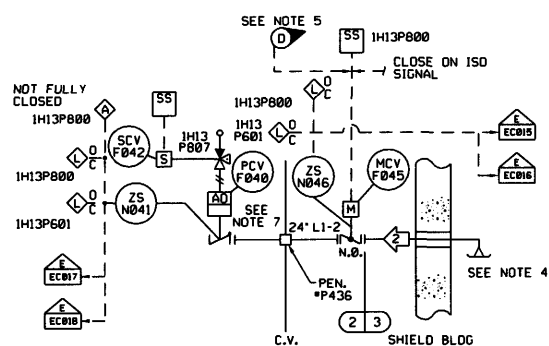 SEE NOTE 5
D
SS
1H13P800
CLOSE ON ISO
SIGNAL
NOT FULLY
CLOSED
1H13P800
A
SS
L O
C
1H13P800
1H13
P601
L O
C
E
EC015
E
EC016
SCV
F042
S
1H13
P807
PCV
F040
AO
ZS
N046
MCV
F045
M
L O
C
1H13P800
L O
C
1H13P601
ZS
N041
SEE
NOTE 7
24" L1-2
N.O.
2
SEE NOTE 4
PEN.
*P436
E
EC017
E
EC018
2 3
C.V.
SHIELD BLDG